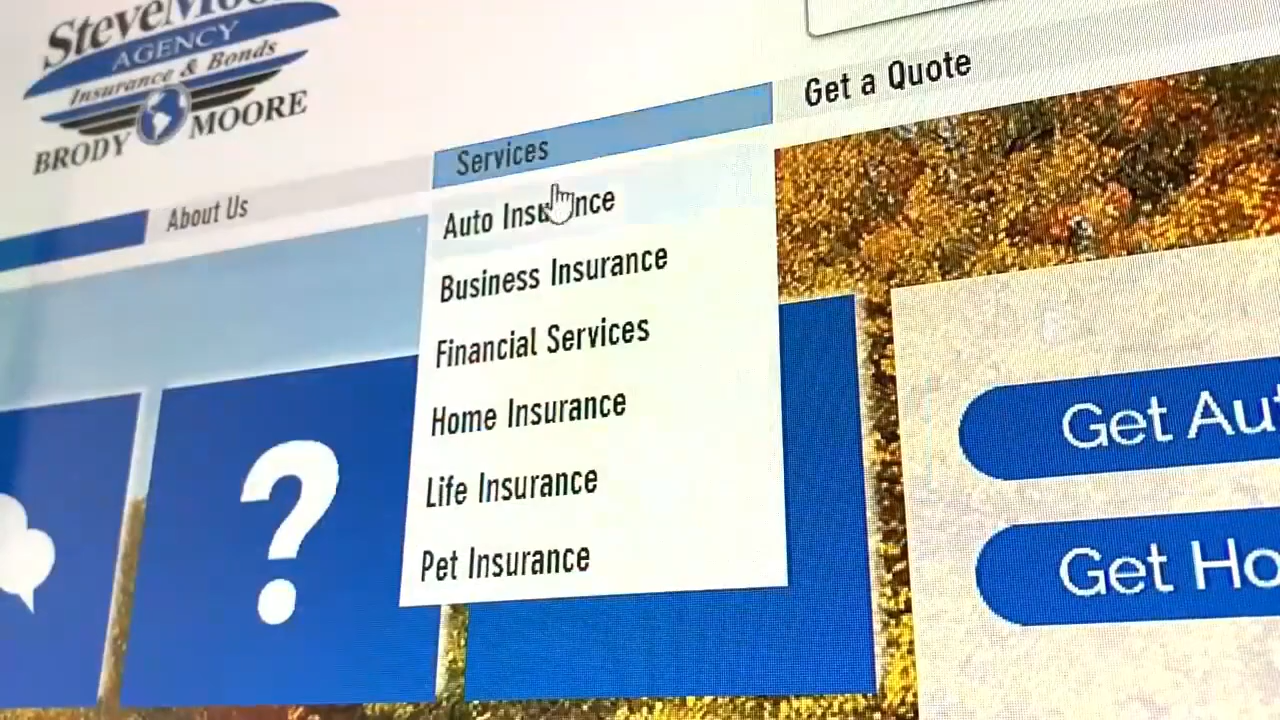 Steve
AGENCY
Insurance & Bonds
BRODY MOORE
About Us
Services
Get a Quote
Auto Insurance
Business Insurance
Financial Services
Home Insurance
Life Insurance
Pet Insurance
?
Get Aut
Get Ho